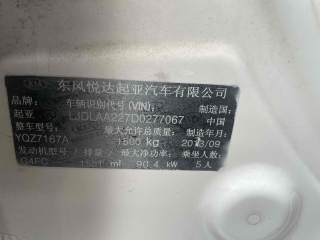 东风悦达起亚汽车有限公司
车辆识别代号(VIN): 制造国:
起亚 LJDLAA227D0277067 中国
整车型号: 最大允许总质量: 制造年月:
YQZ7167A 1500 kg 2013/09
发动机型号/排量/最大净功率: 乘坐人数
G4FC 1591 ml 90.4 kW 5人